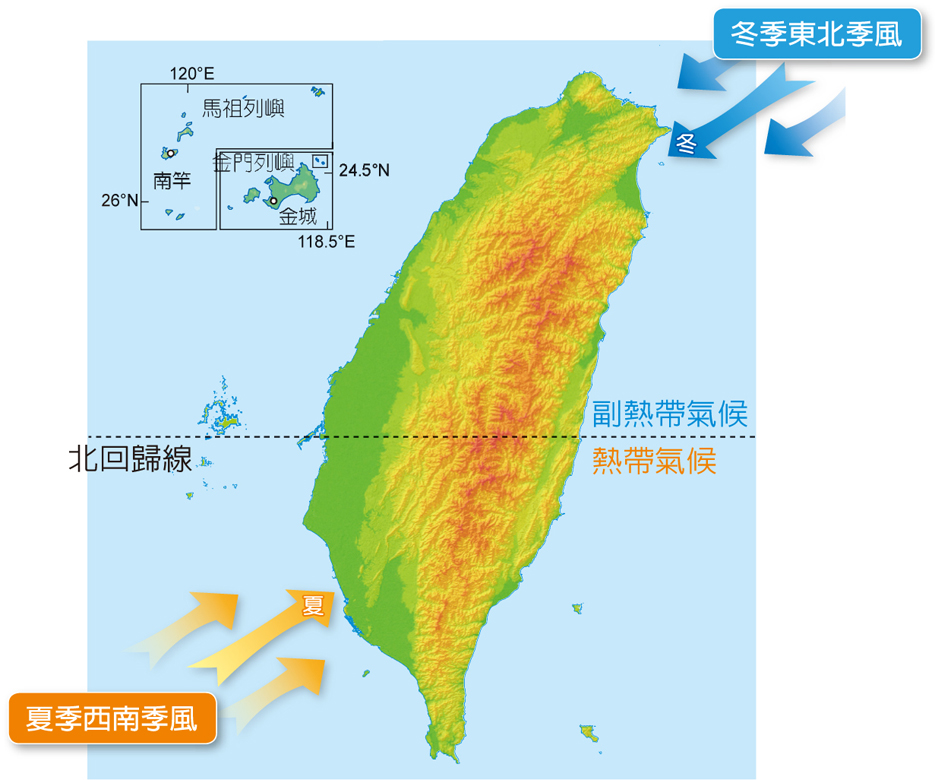 冬季東北季風
120°E
馬祖列嶼
冬
金門列嶼
24.5°N
南竿
26°N
金城
118.5°E
副熱帶氣候
北回歸線
熱帶氣候
夏
夏季西南季風